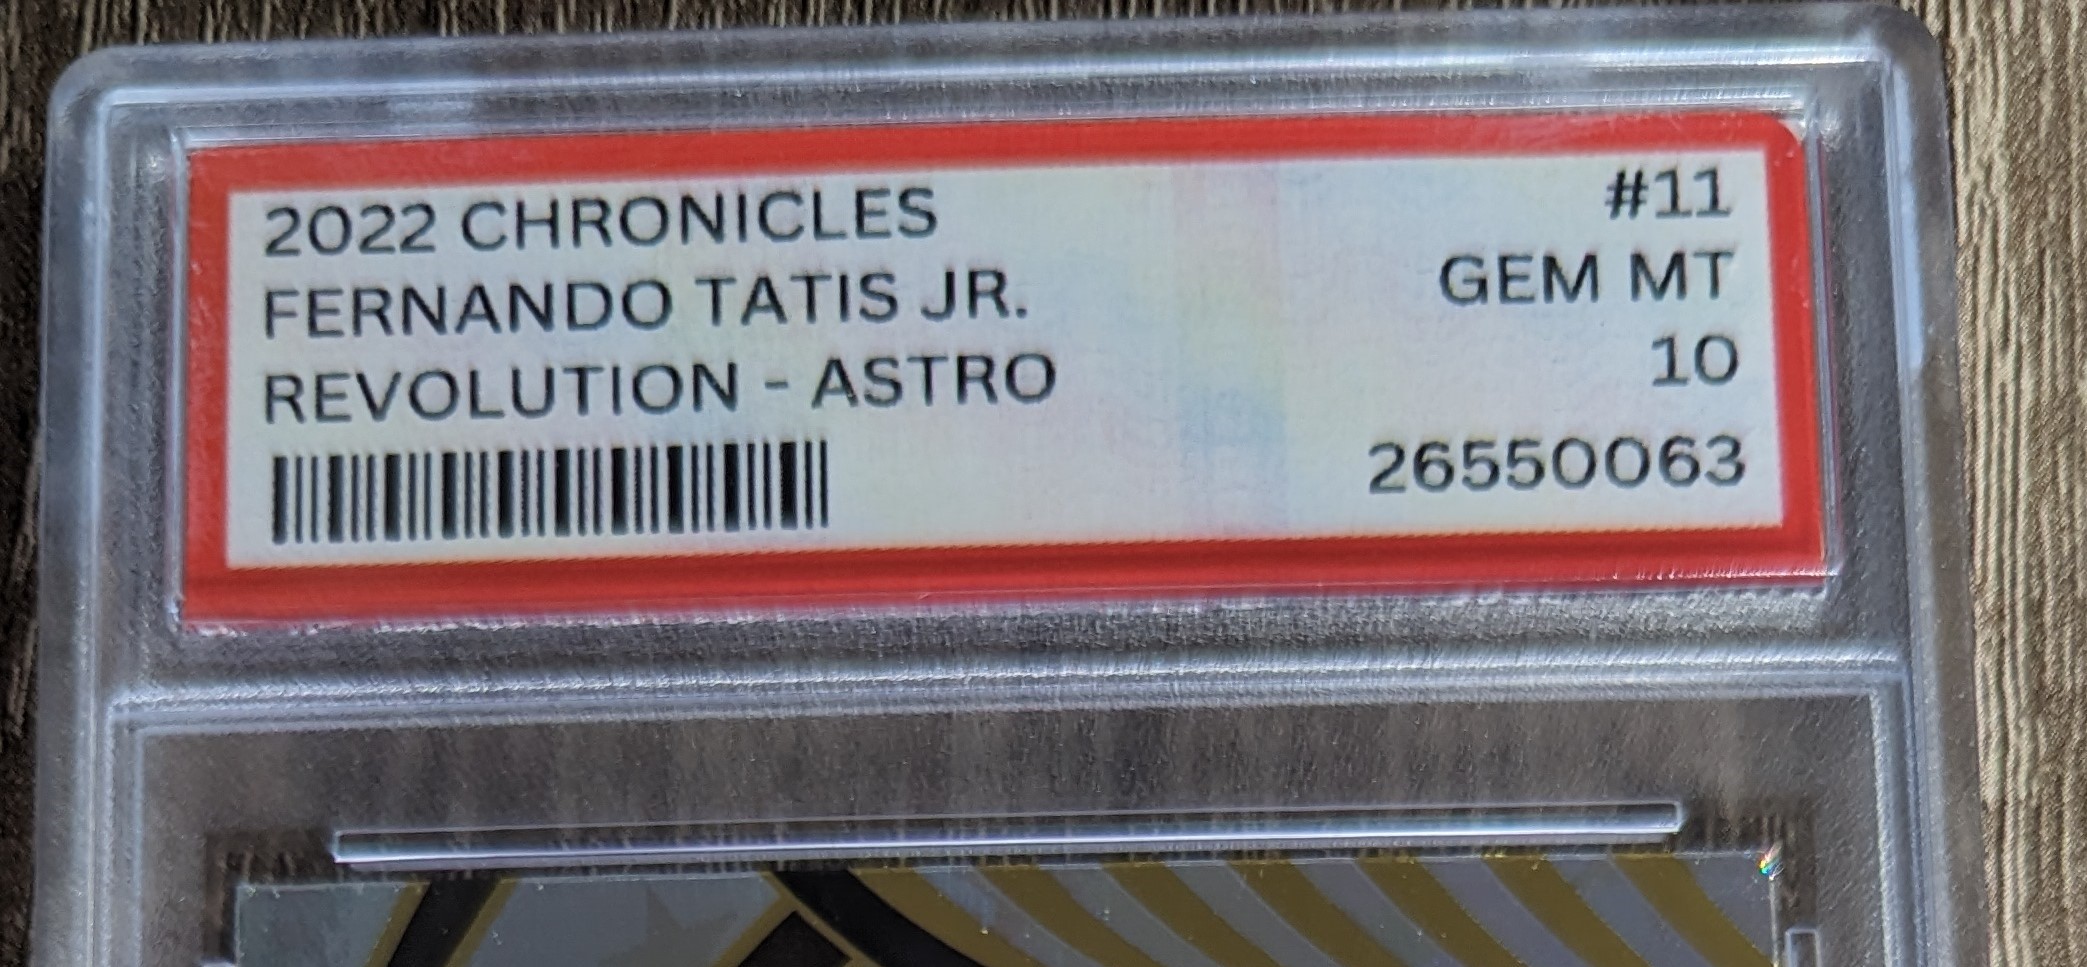 2022 CHRONICLES #11
FERNANDO TATIS JR. GEM MT
REVOLUTION - ASTRO 10
26550063